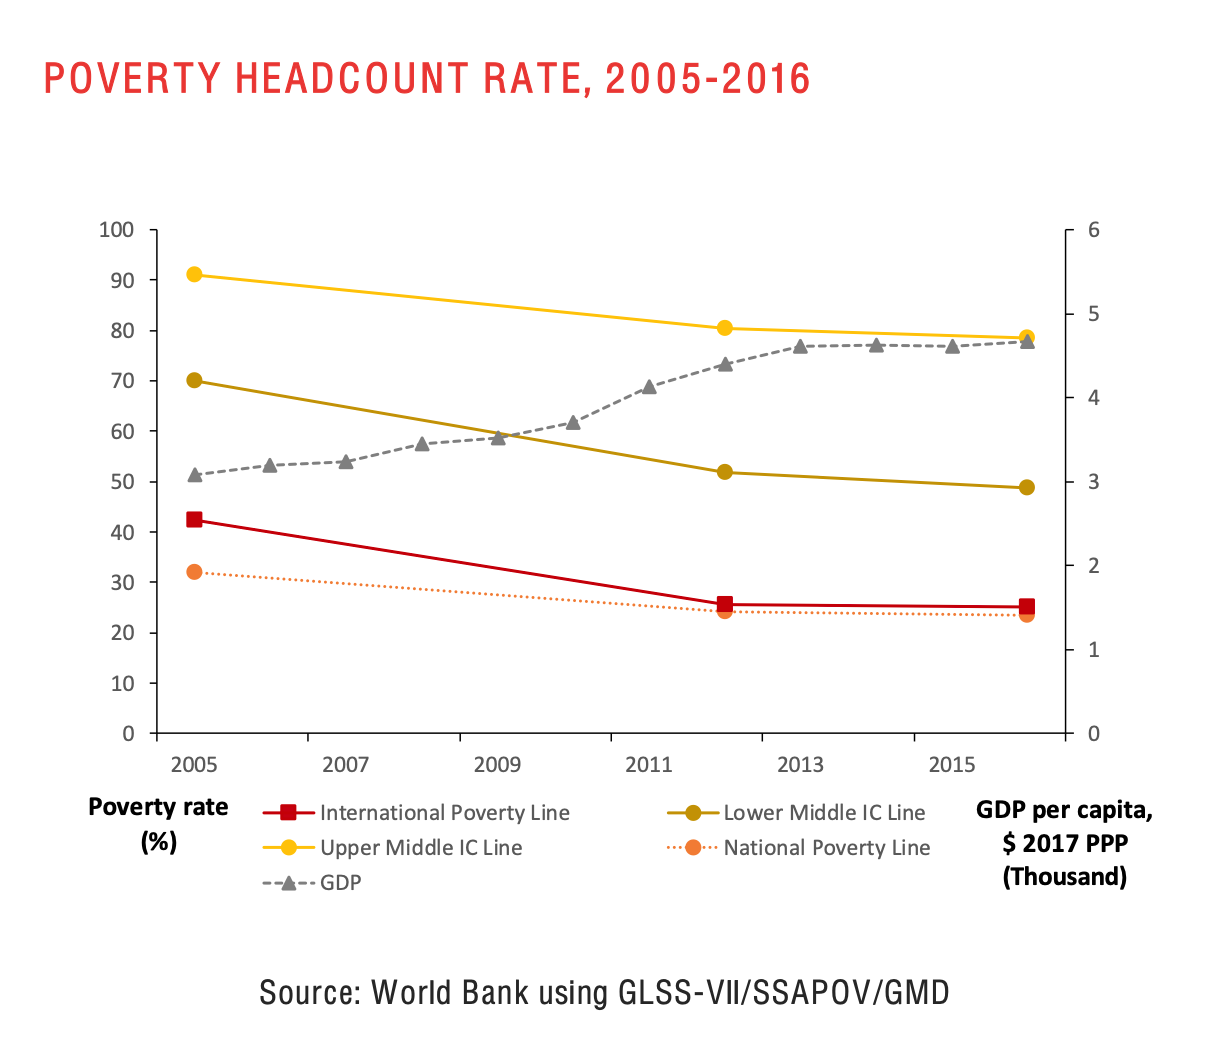 POVERTY HEADCOUNT RATE, 2005-2016
100
90
80
70
60
50
40
30
20
10
0
6
5
4
3
2
1
0
2005 2007 2009 2011 2013 2015
Poverty rate
(%)
International Poverty Line
Lower Middle IC Line
Upper Middle IC Line
National Poverty Line
GDP
GDP per capita,
$ 2017 PPP
(Thousand)
Source: World Bank using GLSS-VII/SSAPOV/GMD